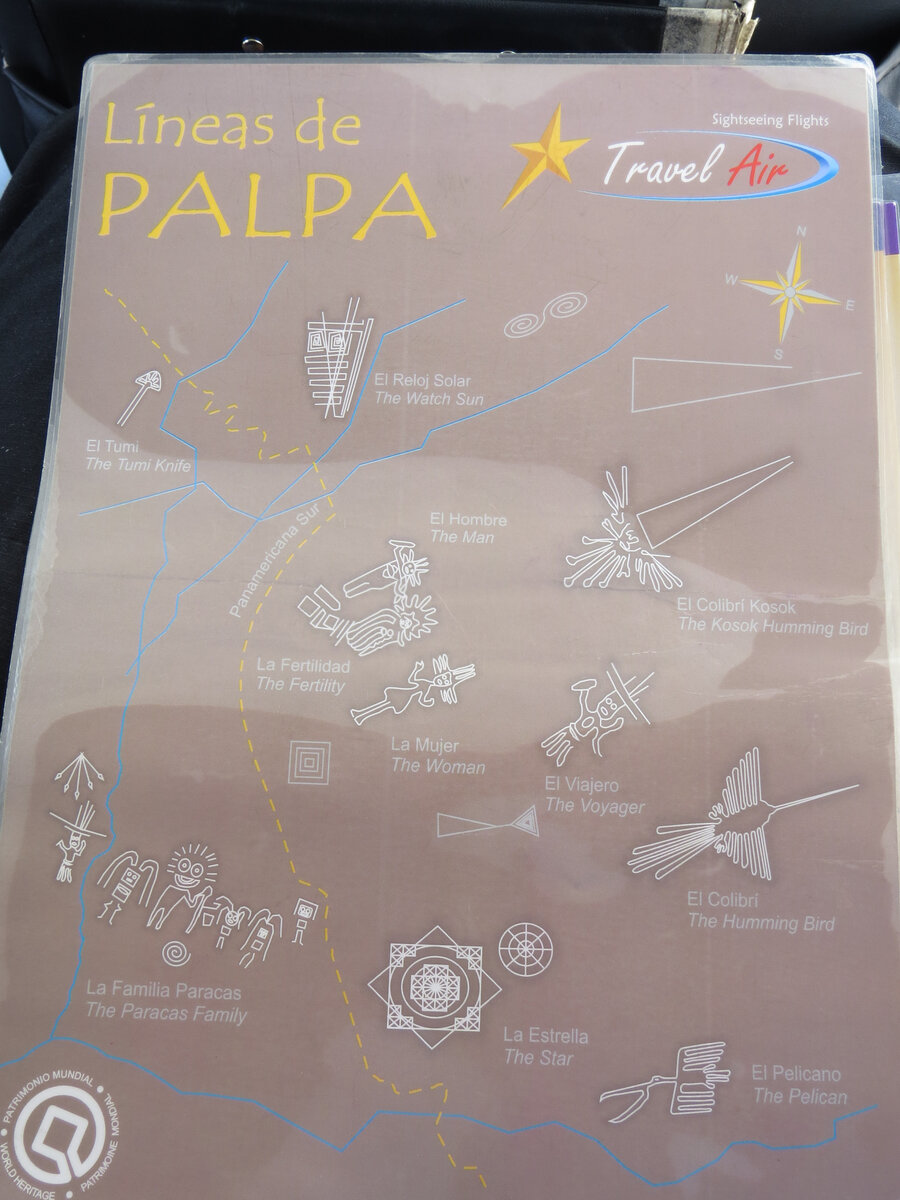 Líneas de
PALPA
Sightseeing Flights
Travel Air
N
W
E
S
El Reloj Solar
The Watch Sun
El Tumi
The Tumi Knife
Panamericana Sur
El Hombre
The Man
El Colibrí Kosok
The Kosok Humming Bird
La Fertilidad
The Fertility
La Mujer
The Woman
El Viajero
The Voyager
El Colibrí
The Humming Bird
La Familia Paracas
The Paracas Family
La Estrella
The Star
El Pelicano
The Pelican
PATRIMONIO MUNDIAL
WORLD HERITAGE
PATRIMOINE MONDIAL